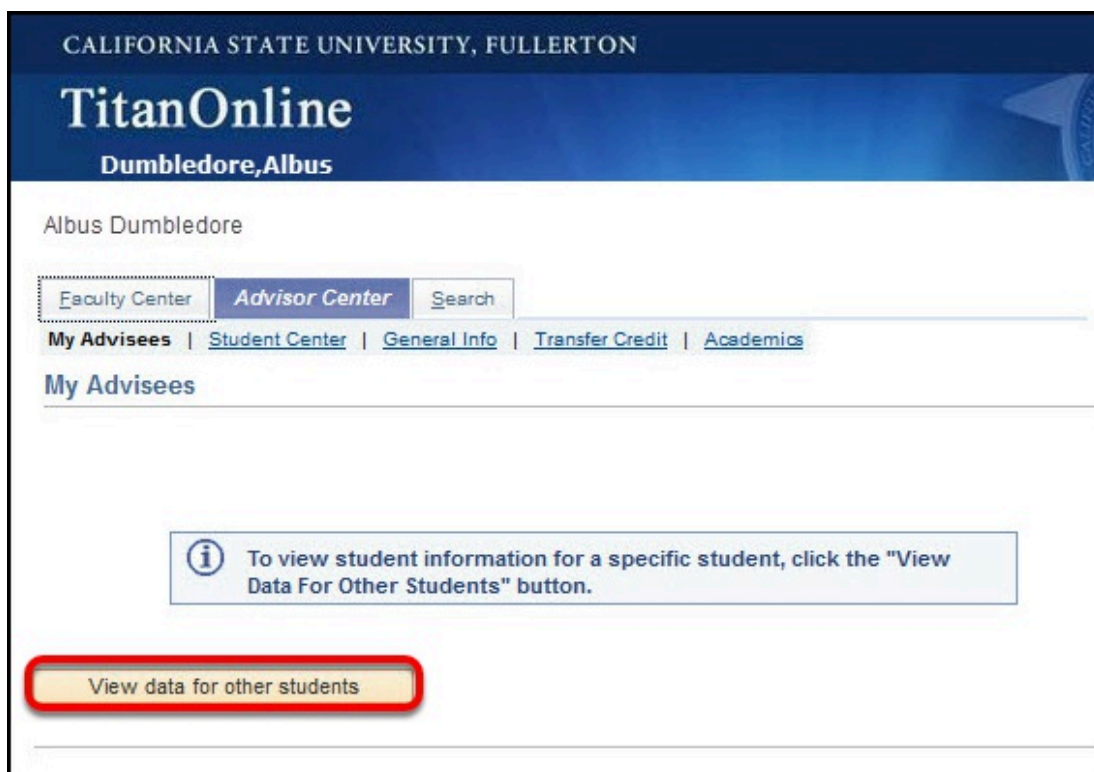 CALIFORNIA STATE UNIVERSITY, FULLERTON
TitanOnline
Dumbledore,Albus
Albus Dumbledore
Faculty Center Advisor Center Search
My Advisees | Student Center | General Info | Transfer Credit | Academics
My Advisees
To view student information for a specific student, click the "View
Data For Other Students" button.
View data for other students